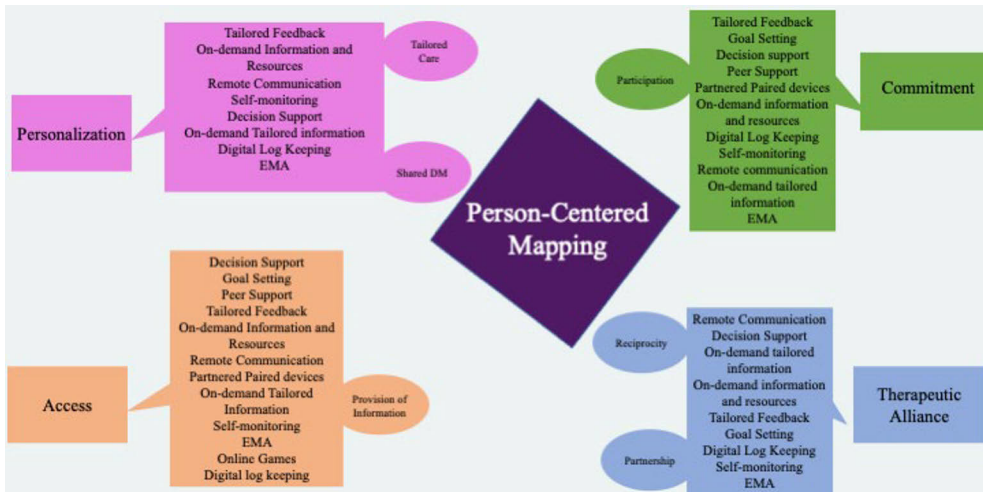 Personalization
Tailored Feedback
On-demand Information and
Resources
Remote Communication
Self-monitoring
Decision Support
On-demand Tailored information
Digital Log Keeping
EMA
Tailored
Care
Shared DM
Person-Centered
Mapping
Participation
Tailored Feedback
Goal Setting
Decision support
Peer Support
Partnered Paired devices
On-demand information
and resources
Digital Log Keeping
Self-monitoring
Remote communication
On-demand tailored
information
EMA
Commitment
Access
Decision Support
Goal Setting
Peer Support
Tailored Feedback
On-demand Information and
Resources
Remote Communication
Partnered Paired devices
On-demand Tailored
Information
Self-monitoring
EMA
Online Games
Digital log keeping
Provision of
Information
Reciprocity
Partnership
Remote Communication
Decision Support
On-demand tailored
information
On-demand information
and resources
Tailored Feedback
Goal Setting
Digital Log Keeping
Self-monitoring
EMA
Therapeutic
Alliance